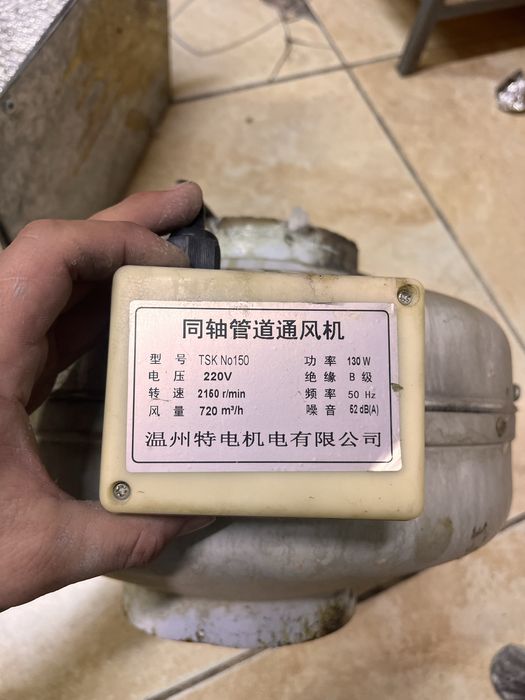 同轴管道通风机
型 号 TSK No150 功 率 130 W
电 压 220V 绝 缘 B 级
转 速 2160 r/min 频 率 50 Hz
风 量 720 m³/h 噪 音 52 dB(A)
温州特电机电有限公司